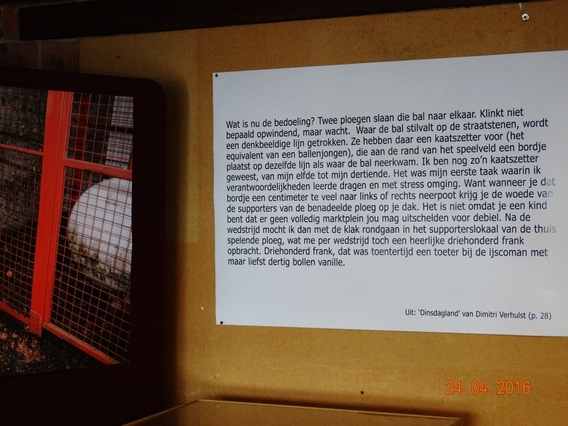 Wat is nu de bedoeling? Twee ploegen slaan die bal naar elkaar. Klinkt niet
bepaald opwindend, maar wacht. Waar de bal stilvalt op de straatstenen, wordt
een denkbeeldige lijn getrokken. Ze hebben daar een kaatszetter voor (het
equivalent van een ballenjongen), die aan de rand van het speelveld een bordje
plaatst op dezelfde lijn als waar de bal neerkwam. Ik ben nog zo'n kaatszetter
geweest, van mijn elfde tot mijn dertiende. Het was mijn eerste taak waarin ik
verantwoordelijkheden leerde dragen en met stress omging. Want wanneer je dat
bordje een centimeter te veel naar links of rechts neerpoot krijg je de woede van
de supporters van de benadeelde ploeg op je dak. Het is niet omdat je een kind
bent dat er geen volledig marktplein jou mag uitschelden voor debiel. Na de
wedstrijd mocht ik dan met de klak rondgaan in het supporterslokaal van de thuis
spelende ploeg, wat me per wedstrijd toch een heerlijke driehonderd frank
opbracht. Driehonderd frank, dat was toentertijd een toeter bij de ijscoman met
maar liefst dertig bollen vanille.
Uit: 'Dinsdagland' van Dimitri Verhulst (p. 28)
24 04 2016